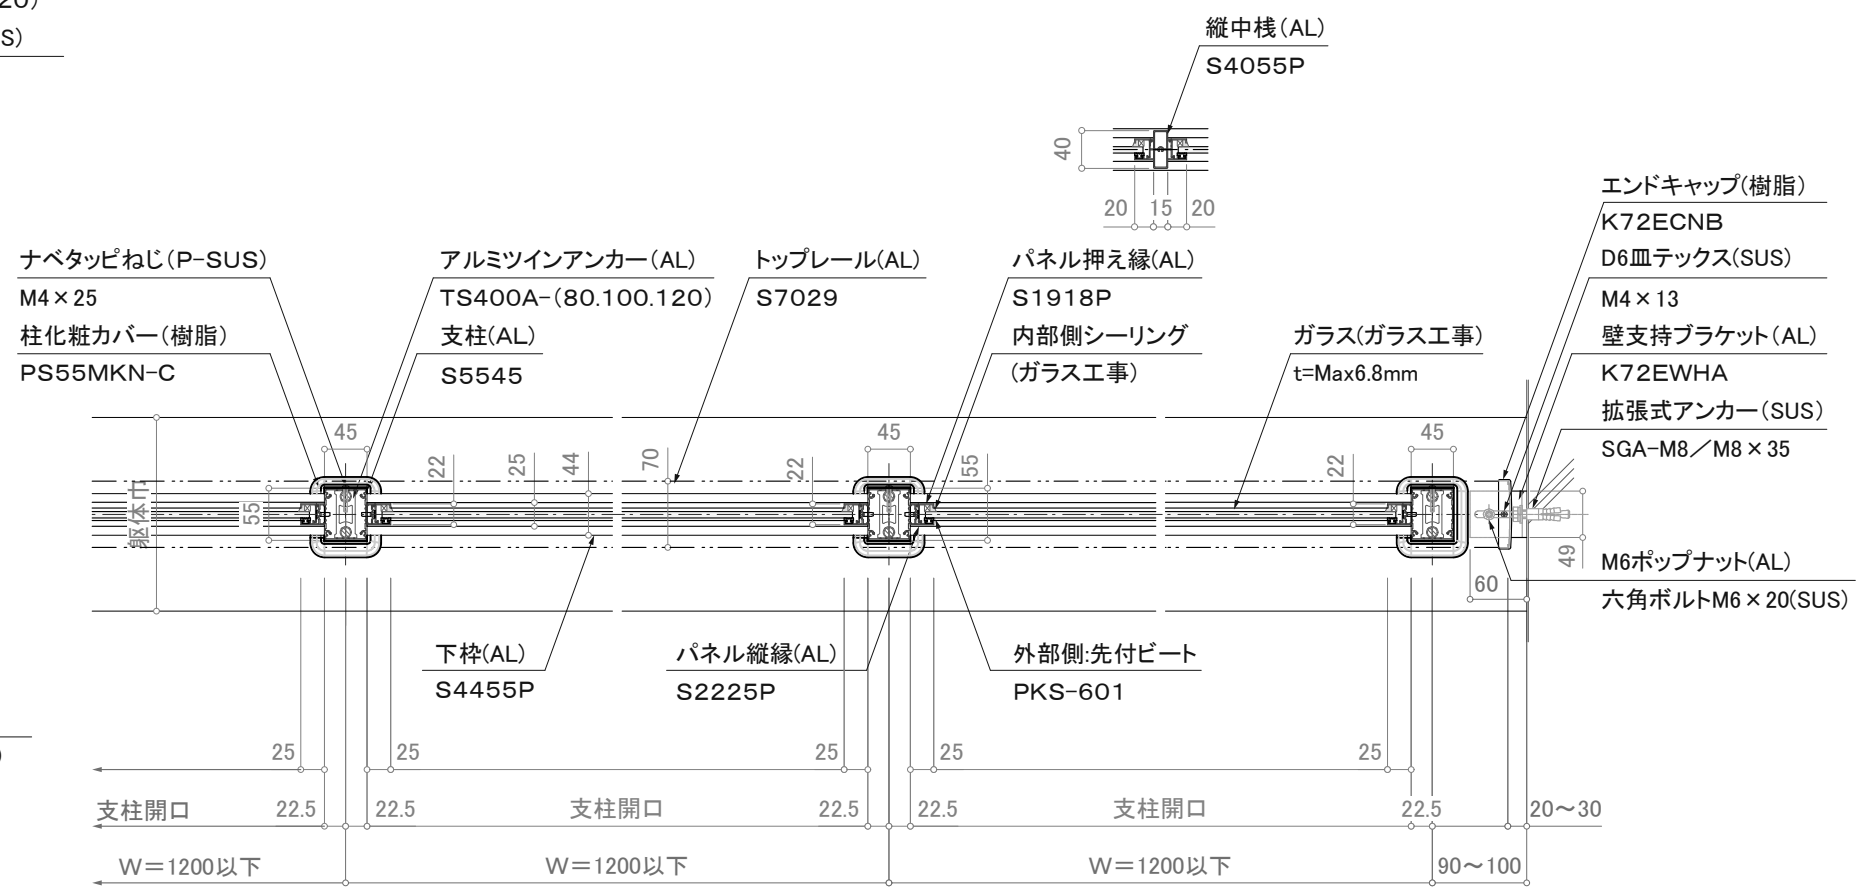 20)
S)
縦中桟(AL)
S4055P
40
20 15 20
エンドキャップ(樹脂)
K72ECNB
D6皿テックス(SUS)
M4×13
壁支持ブラケット(AL)
K72EWHA
拡張式アンカー(SUS)
SGA-M8／M8×35
ナベタッピねじ(P-SUS)
M4×25
柱化粧カバー(樹脂)
PS55MKN-C
アルミツインアンカー(AL)
TS400A-(80.100.120)
支柱(AL)
S5545
トップレール(AL)
S7029
パネル押え縁(AL)
S1918P
内部側シーリング
(ガラス工事)
ガラス(ガラス工事)
t=Max6.8mm
45 45 45
22 25 44 70 22 55 22
躯体巾
55
49
60
M6ポップナット(AL)
六角ボルトM6×20(SUS)
下枠(AL)
S4455P
パネル縦縁(AL)
S2225P
外部側:先付ビート
PKS-601
)
25 25 25 25 25
支柱開口 22.5 22.5 支柱開口 22.5 22.5 支柱開口 22.5 20～30
W＝1200以下 W＝1200以下 W＝1200以下 90～100